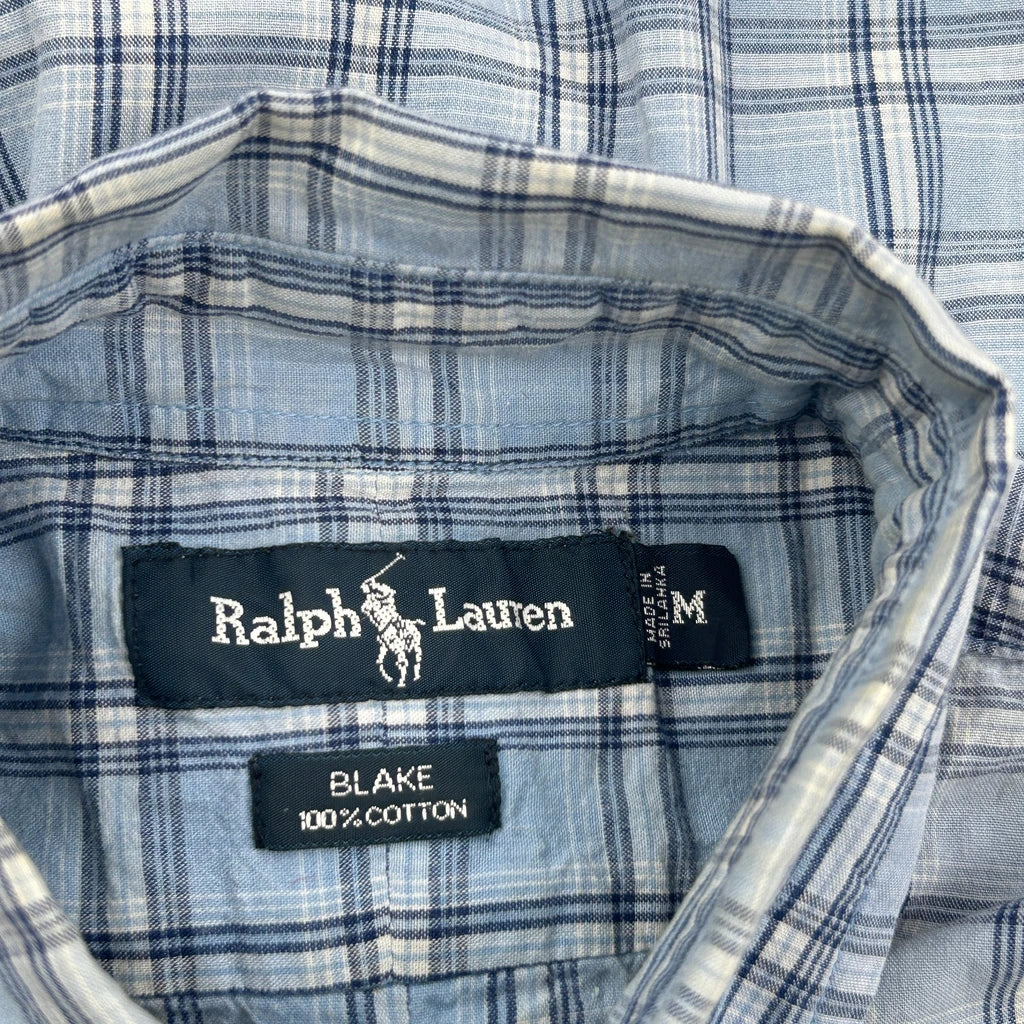 Ralph Lauren
MADE IN
SRI LANKA
M
BLAKE
100% COTTON